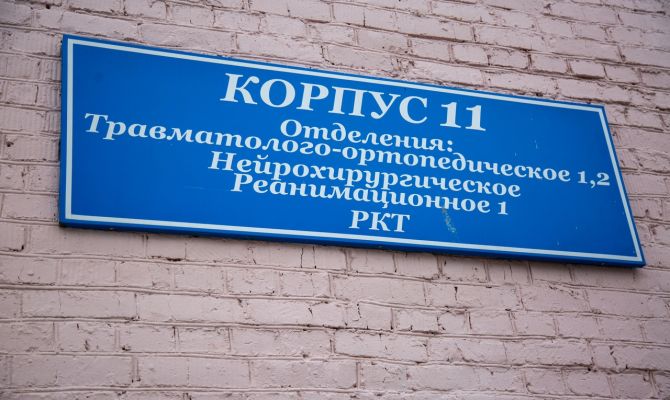 КОРПУС 11
Отделения:
Травматолого-ортопедическое 1,2
Нейрохирургическое
Реанимационное 1
РКТ